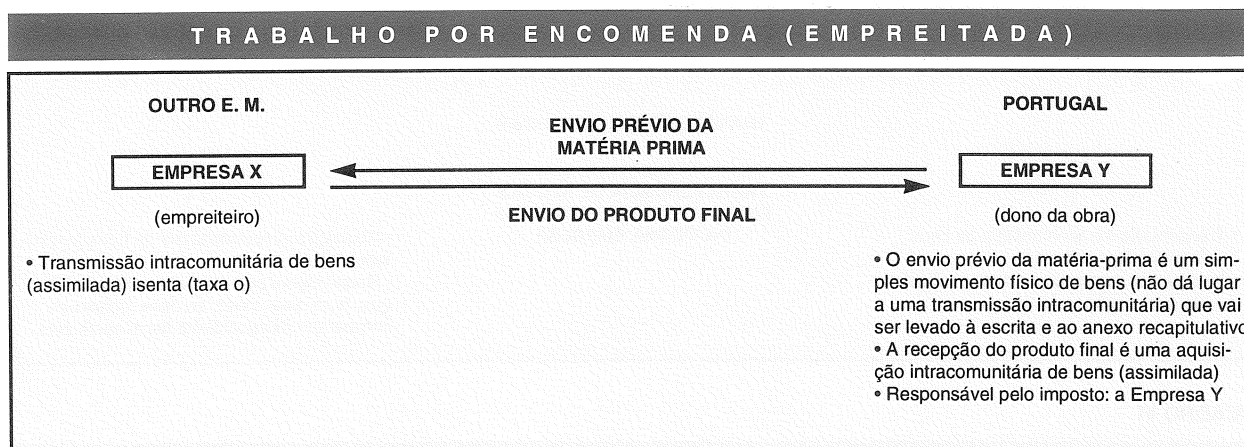 TRABALHO POR ENCOMENDA (EMPREITADA)
OUTRO E. M.
EMPRESA X
(empreiteiro)
• Transmissão intracomunitária de bens
(assimilada) isenta (taxa o)
ENVIO PRÉVIO DA
MATÉRIA PRIMA
ENVIO DO PRODUTO FINAL
PORTUGAL
EMPRESA Y
(dono da obra)
• O envio prévio da matéria-prima é um sim-
ples movimento físico de bens (não dá lugar
a uma transmissão intracomunitária) que vai
ser levado à escrita e ao anexo recapitulativo
• A recepção do produto final é uma aquisi-
ção intracomunitária de bens (assimilada)
• Responsável pelo imposto: a Empresa Y